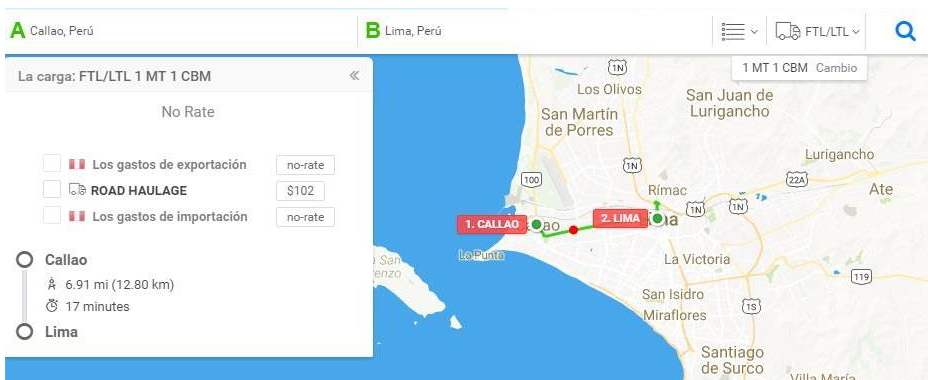 A Callao, Perú
B Lima, Perú
FTL/LTL
La carga: FTL/LTL 1 MT 1 CBM
1 MT 1 CBM Cambio
No Rate
Los gastos de exportación no-rate
ROAD HAULAGE $102
Los gastos de importación no-rate
Callao
6.91 mi (12.80 km)
17 minutes
Lima
1N
Los Olivos
San Juan de
Lurigancho
San Martín
de Porres
Lurigancho
1N
100
22A
Rímac
Ate
1N
1N
1. CALLAO
ao
2. LIMA
na
La Punta
La Victoria
San
renzo
119
San Isidro
Miraflores
1S
Santiago
de Surco
Villa María